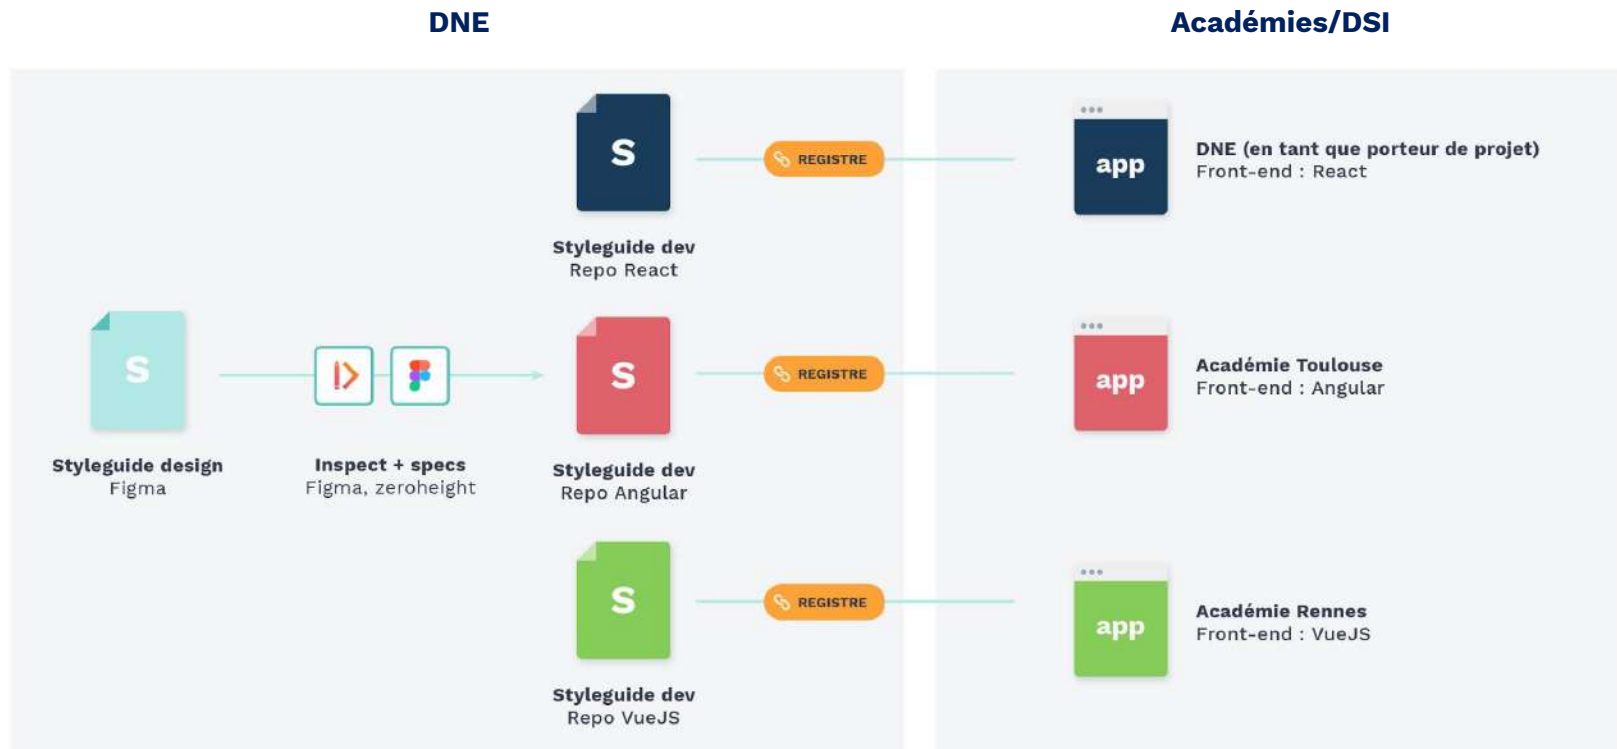 DNE
Académies/DSI
S
REGISTRE
app
DNE (en tant que porteur de projet)
Front-end : React
Styleguide dev
Repo React
S
S
REGISTRE
app
Académie Toulouse
Front-end : Angular
Styleguide design
Figma
Inspect + specs
Figma, zeroheight
Styleguide dev
Repo Angular
S
REGISTRE
app
Académie Rennes
Front-end : VueJS
Styleguide dev
Repo VueJS